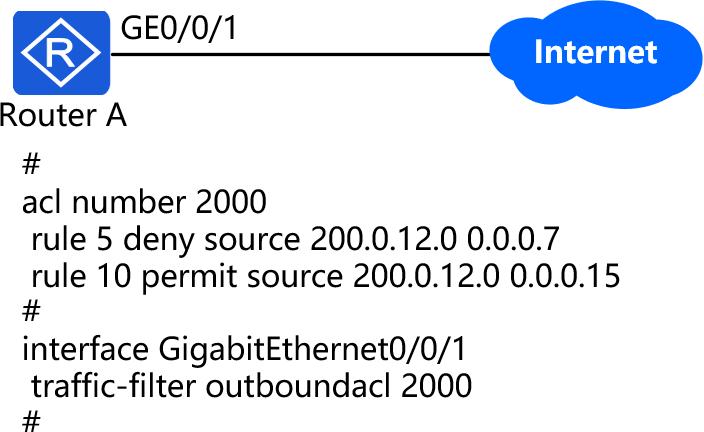 GE0/0/1
R
Internet
Router A
#
acl number 2000
rule 5 deny source 200.0.12.0 0.0.0.7
rule 10 permit source 200.0.12.0 0.0.0.15
#
interface GigabitEthernet0/0/1
traffic-filter outboundacl 2000
#